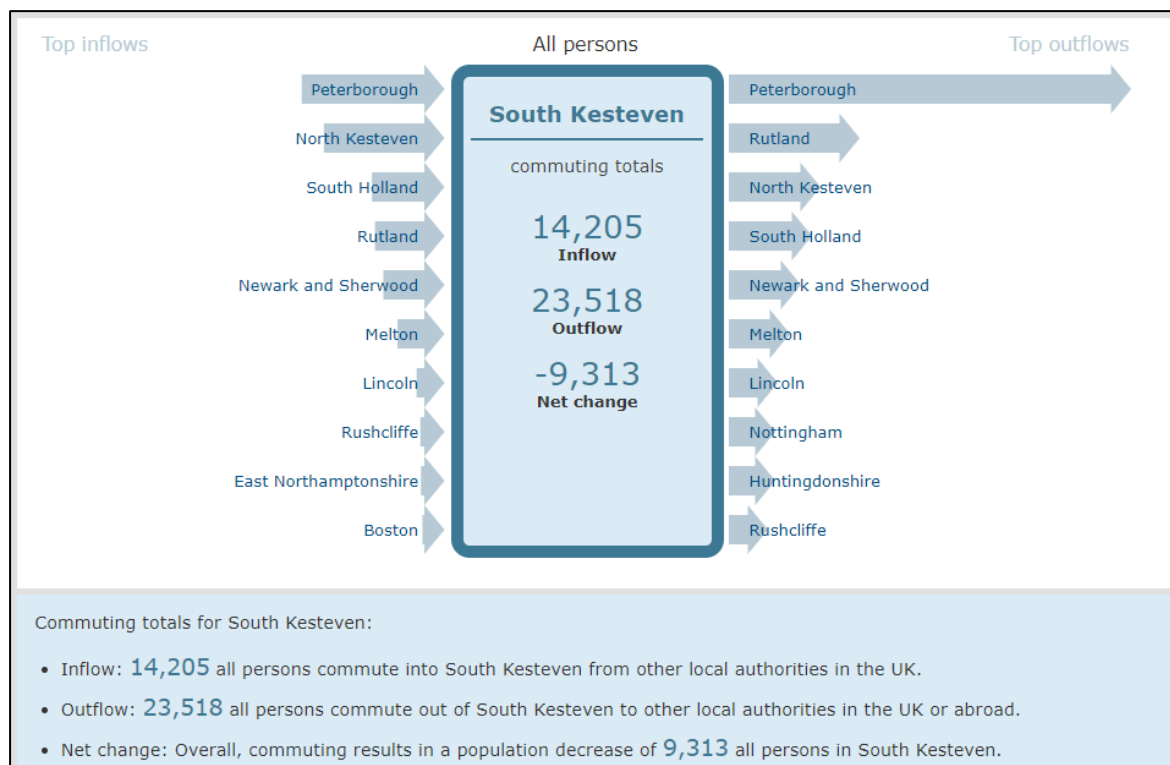 Top inflows
All persons
Top outflows
Peterborough
North Kesteven
South Holland
Rutland
Newark and Sherwood
Melton
Lincoln
Rushcliffe
East Northamptonshire
Boston
South Kesteven
commuting totals
14,205
Inflow
23,518
Outflow
-9,313
Net change
Peterborough
Rutland
North Kesteven
South Holland
Newark and Sherwood
Melton
Lincoln
Nottingham
Huntingdonshire
Rushcliffe
Commuting totals for South Kesteven:
• Inflow: 14,205 all persons commute into South Kesteven from other local authorities in the UK.
• Outflow: 23,518 all persons commute out of South Kesteven to other local authorities in the UK or abroad.
• Net change: Overall, commuting results in a population decrease of 9,313 all persons in South Kesteven.